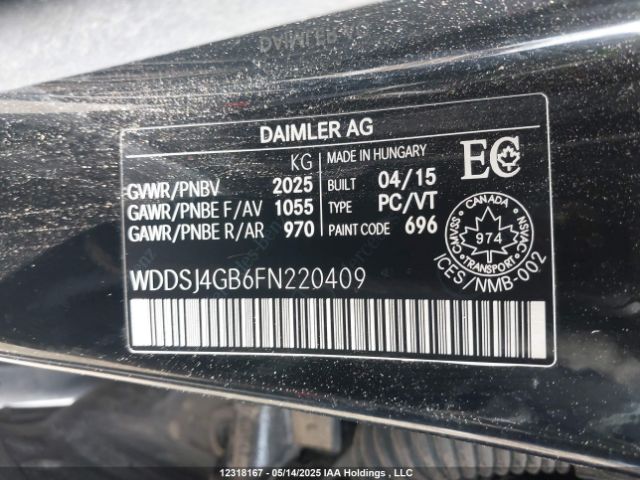 DAIMLER AG
KG MADE IN HUNGARY EC
GVWR/PNBV 2025 BUILT 04/15
GAWR/PNBE F/AV 1055 TYPE PC/VT
GAWR/PNBE R/AR 970 PAINT CODE 696
CANADA
CMVSS 974 NSVAC
TRANSPORT
ICES/NMB-002
WDDSJ4GB6FN220409
12318167 - 05/14/2025 IAA Holdings , LLC